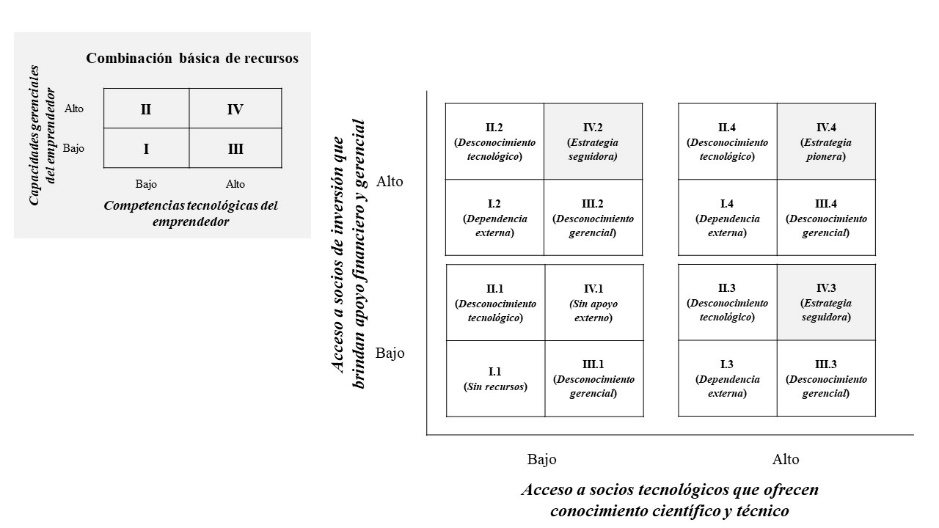 Combinación básica de recursos
Capacidades gerenciales
del emprendedor
Alto
II
IV
Bajo
I
III
Bajo
Alto
Competencias tecnológicas del
emprendedor
Acceso a socios de inversión que
brindan apoyo financiero y gerencial
Alto
II.2
(Desconocimiento
tecnológico)
IV.2
(Estrategia
seguidora)
I.2
(Dependencia
externa)
III.2
(Desconocimiento
gerencial)
II.4
(Desconocimiento
tecnológico)
IV.4
(Estrategia
pionera)
I.4
(Dependencia
externa)
III.4
(Desconocimiento
gerencial)
Bajo
II.1
(Desconocimiento
tecnológico)
IV.1
(Sin apoyo
externo)
I.1
(Sin recursos)
III.1
(Desconocimiento
gerencial)
II.3
(Desconocimiento
tecnológico)
IV.3
(Estrategia
seguidora)
I.3
(Dependencia
externa)
III.3
(Desconocimiento
gerencial)
Bajo
Alto
Acceso a socios tecnológicos que ofrecen
conocimiento científico y técnico